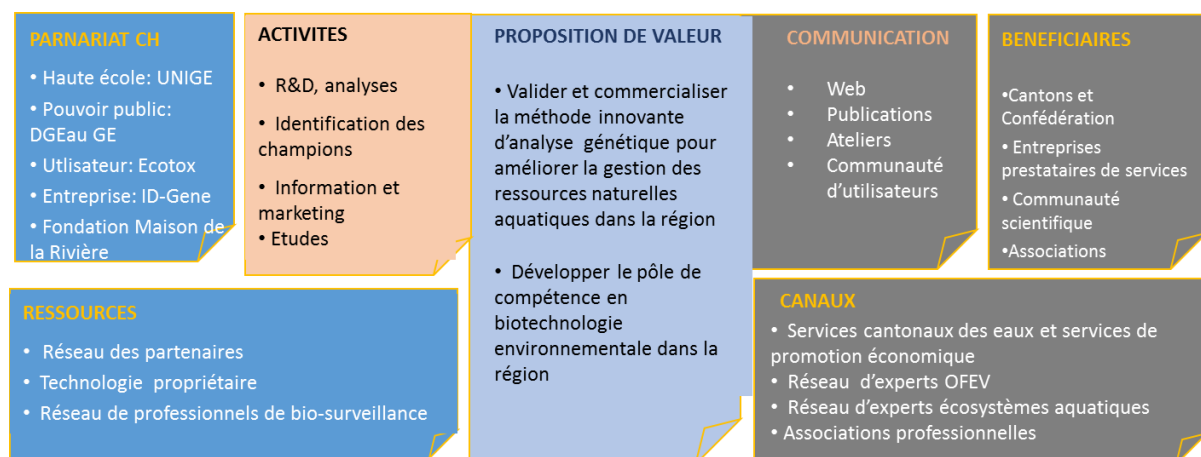 PARNARIAT CH
• Haute école: UNIGE
• Pouvoir public:
DGEau GE
• Utlisateur: Ecotox
• Entreprise: ID-Gene
• Fondation Maison de
la Rivière
ACTIVITES
• R&D, analyses
• Identification des
champions
• Information et
marketing
• Etudes
PROPOSITION DE VALEUR
• Valider et commercialiser
la méthode innovante
d'analyse génétique pour
améliorer la gestion des
ressources naturelles
aquatiques dans la région
• Développer le pôle de
compétence en
biotechnologie
environnementale dans la
région
COMMUNICATION
• Web
• Publications
• Ateliers
• Communauté
d'utilisateurs
BENEFICIAIRES
•Cantons et
Confédération
• Entreprises
prestataires de services
• Communauté
scientifique
•Associations
RESSOURCES
• Réseau des partenaires
• Technologie propriétaire
• Réseau de professionnels de bio-surveillance
CANAUX
• Services cantonaux des eaux et services de
promotion économique
• Réseau d'experts OFEV
• Réseau d'experts écosystèmes aquatiques
• Associations professionnelles